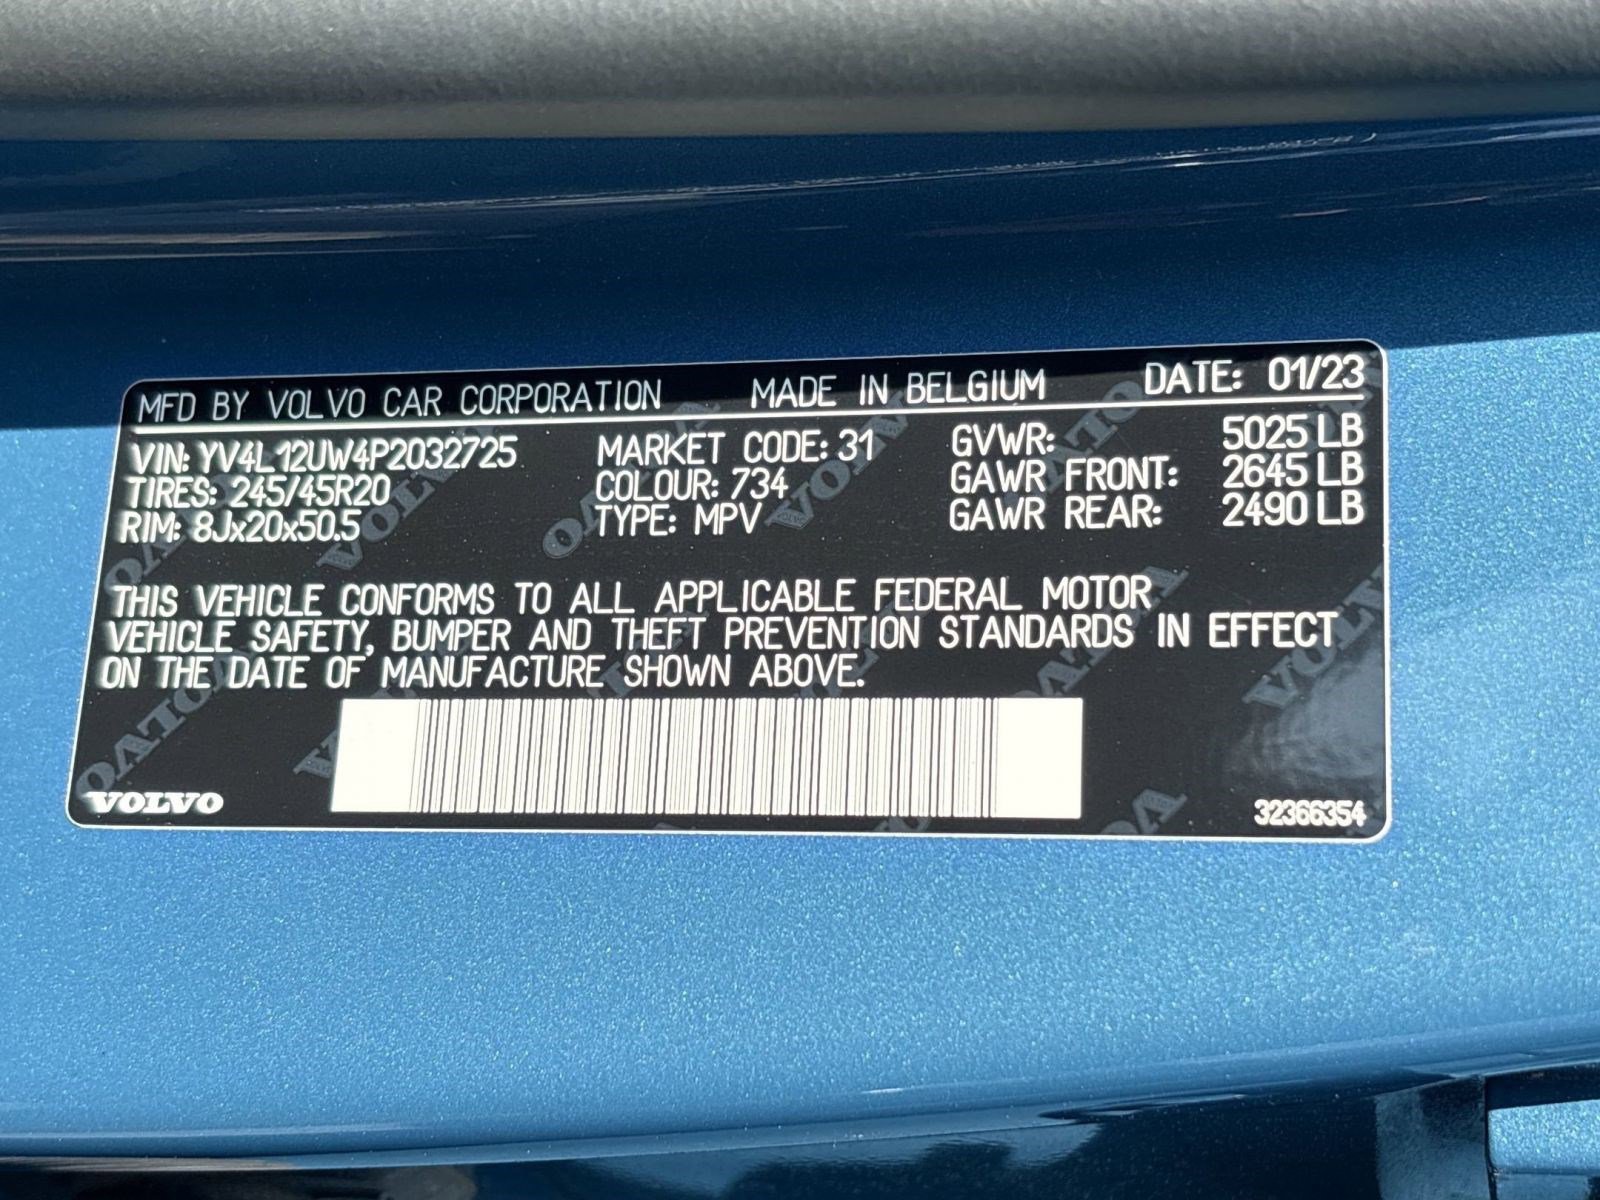 MFD BY VOLVO CAR CORPORATION MADE IN BELGIUM DATE: 01/23
VIN: YV4L12UW4P2032725 MARKET CODE: 31 GVWR: 5025 LB
TIRES: 245/45R20 COLOUR: 734 GAWR FRONT: 2645 LB
RIM: 8Jx20x50.5 TYPE: MPV GAWR REAR: 2490 LB
THIS VEHICLE CONFORMS TO ALL APPLICABLE FEDERAL MOTOR
VEHICLE SAFETY, BUMPER AND THEFT PREVENTION STANDARDS IN EFFECT
ON THE DATE OF MANUFACTURE SHOWN ABOVE.
VOLVO 32366354